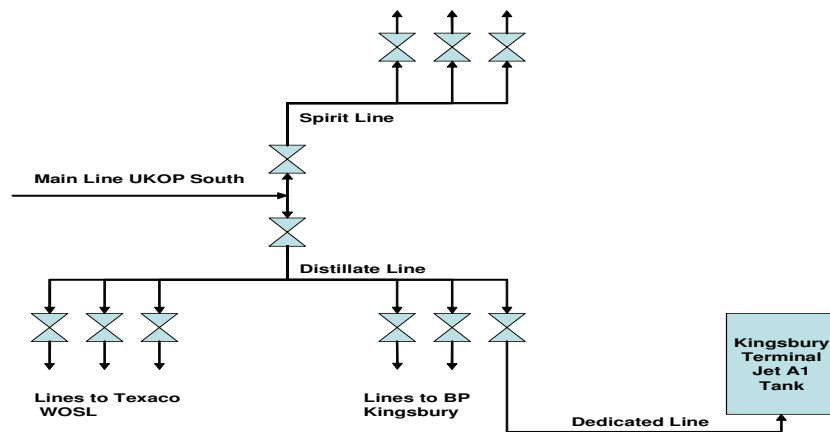 Spirit Line
Main Line UKOP South
Distillate Line
Kingsbury
Terminal
Jet A1
Tank
Lines to Texaco
WOSL
Lines to BP
Kingsbury
Dedicated Line